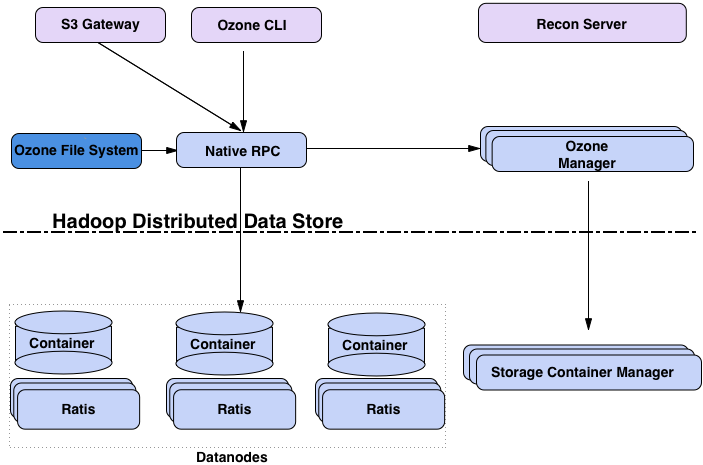 S3 Gateway
Ozone CLI
Recon Server
Ozone File System
Native RPC
Ozone
Manager
Hadoop Distributed Data Store
Container
Container
Container
Storage Container Manager
Ratis
Ratis
Ratis
Datanodes